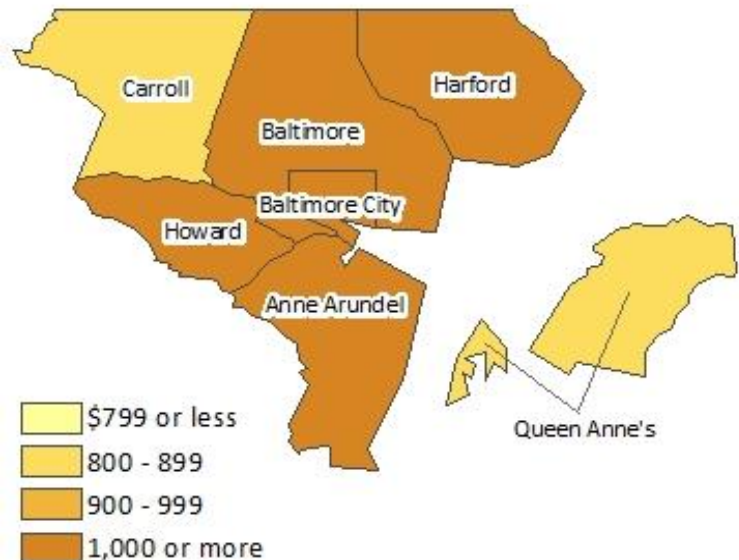 Carroll
Harford
Baltimore
Baltimore City
Howard
Anne Arundel
Queen Anne's
$799 or less
800 - 899
900 - 999
1,000 or more